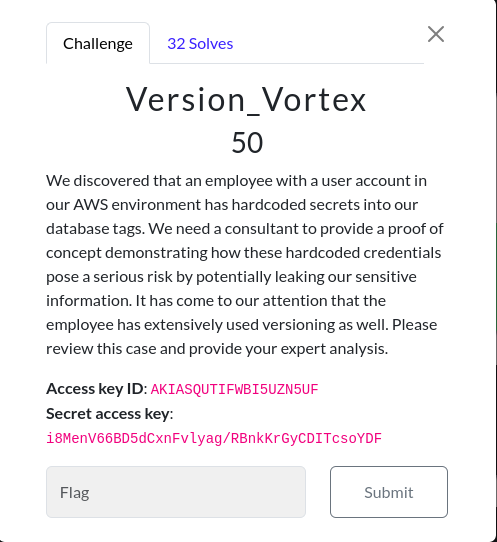 Challenge
32 Solves
Version_Vortex
50
We discovered that an employee with a user account in
our AWS environment has hardcoded secrets into our
database tags. We need a consultant to provide a proof of
concept demonstrating how these hardcoded credentials
pose a serious risk by potentially leaking our sensitive
information. It has come to our attention that the
employee has extensively used versioning as well. Please
review this case and provide your expert analysis.
Access key ID: AKIASQUTIFWBI5UZN5UF
Secret access key:
i8MenV66BD5dCxnFvlyag/RBnkKrGyCDITcsoYDF
Flag
Submit